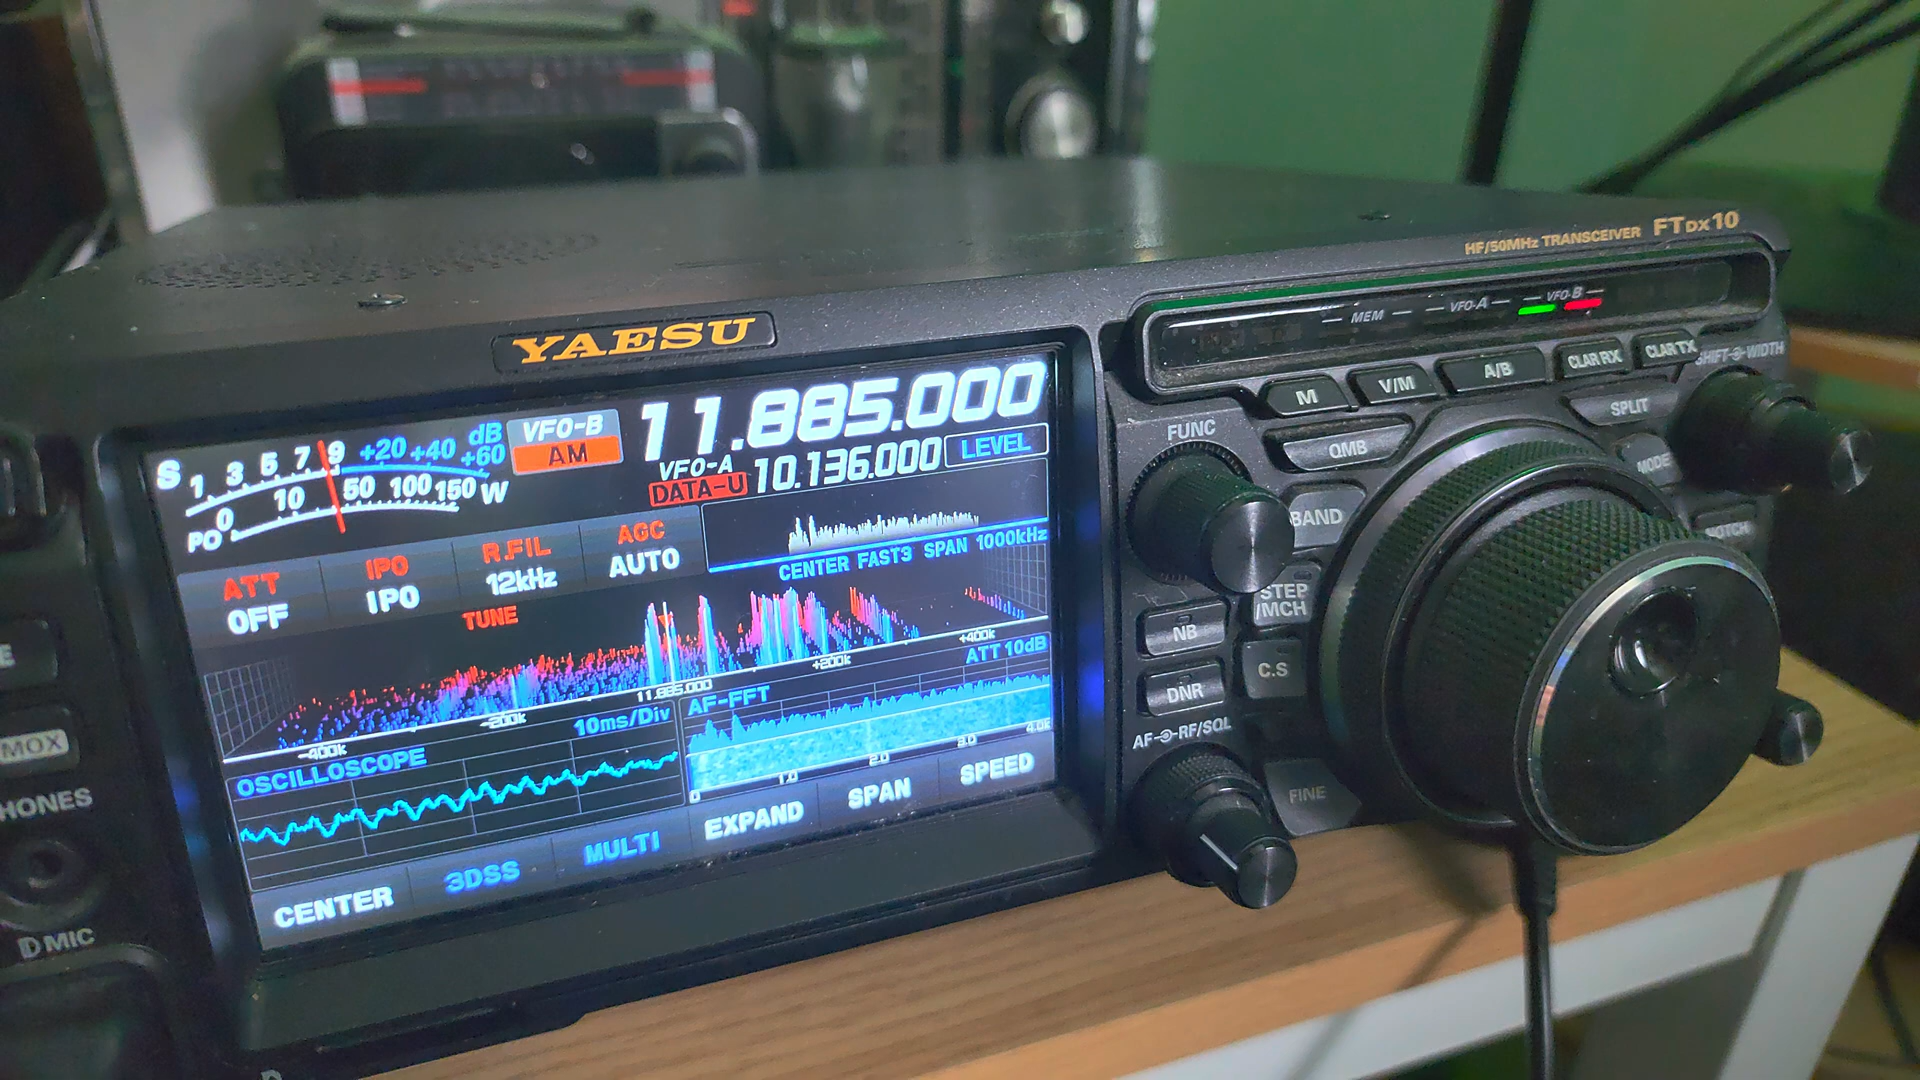 HF/50MHz TRANSCEIVER FTDX10
YAESU
MEM VFO-A VFO-B
M V/M A/B CLAR RX CLAR TX SHIFT WIDTH
S 1 3 5 7 9 +20 +40 +60 dB
PO 0 10 50 100 150 W
VFO-B
AM
11.885.000
VFO-A
DATA-U
10.136.000
LEVEL
ATT
OFF
IPO
IPO
R.FIL
12kHz
AGC
AUTO
CENTER FAST3 SPAN 1000kHz
TUNE
-400k -200k 11.885.000 +200k +400k
ATT 10dB
OSCILLOSCOPE 10ms/Div
AF-FFT
0 1.0 2.0 3.0 4.0k
CENTER 3DSS MULTI EXPAND SPAN SPEED
FUNC
QMB
SPLIT
MODE
BAND
NOTCH
STEP
/MCH
NB
C.S
DNR
AF RF/SQL
FINE
MOX
HONES
MIC